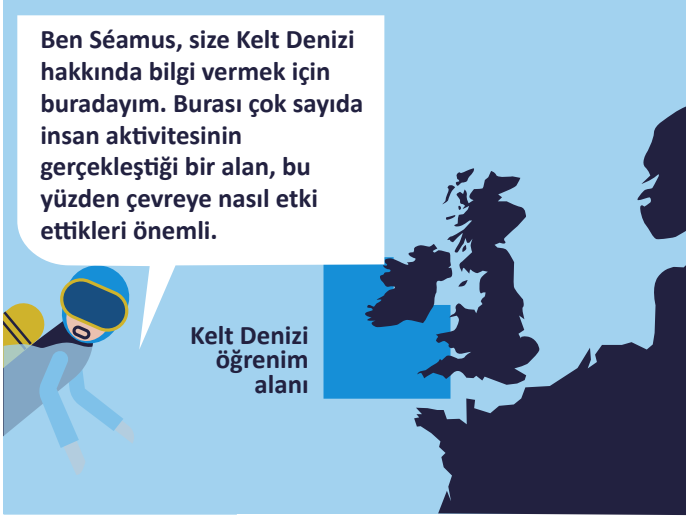 Ben Séamus, size Kelt Denizi
hakkında bilgi vermek için
buradayım. Burası çok sayıda
insan aktivitesinin
gerçekleştiği bir alan, bu
yüzden çevreye nasıl etki
ettikleri önemli.
Kelt Denizi
öğrenim
alanı